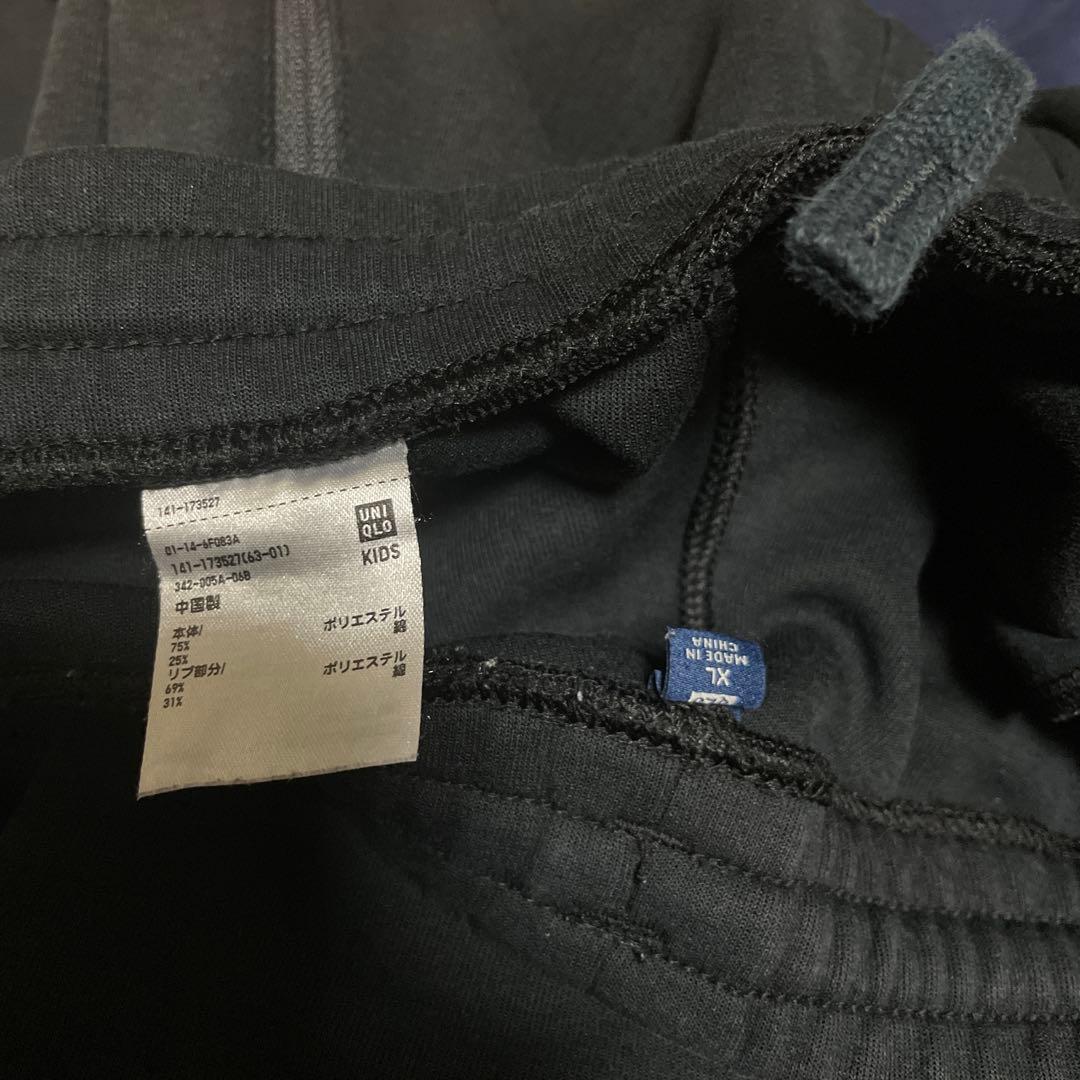 141-173527
UNI
QLO
KIDS
01-14-6F083A
141-173527(63-01)
342-005A-06B
中国製
本体/ ポリエステル
75% 綿
25%
リブ部分/ ポリエステル
69% 綿
31%
XL
MADE IN
CHINA